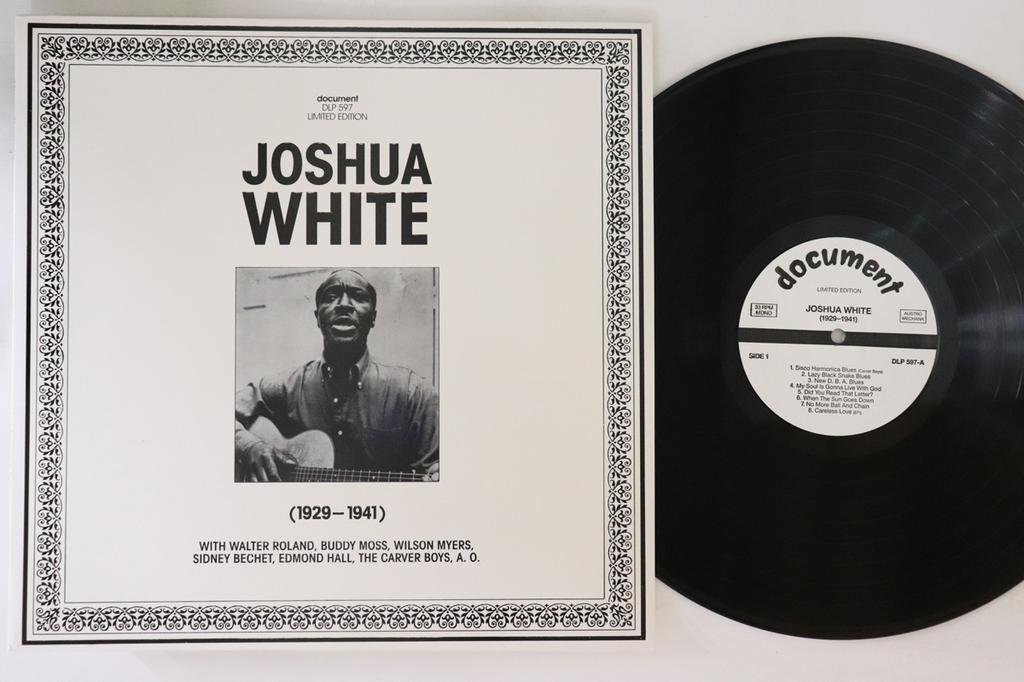 document
DLP 597
LIMITED EDITION
JOSHUA
WHITE
(1929–1941)
WITH WALTER ROLAND, BUDDY MOSS, WILSON MYERS,
SIDNEY BECHET, EDMOND HALL, THE CARVER BOYS, A. O.
document
LIMITED EDITION
33 RPM
MONO
JOSHUA WHITE
(1929–1941)
AUSTRO
MECHANA
SIDE 1
DLP 597-A
1. Sisco Harmonica Blues (Carver Boys)
2. Lazy Black Snake Blues
3. New D. B. A. Blues
4. My Soul Is Gonna Live With God
5. Did You Read That Letter?
6. When The Sun Goes Down
7. No More Ball And Chain
8. Careless Love